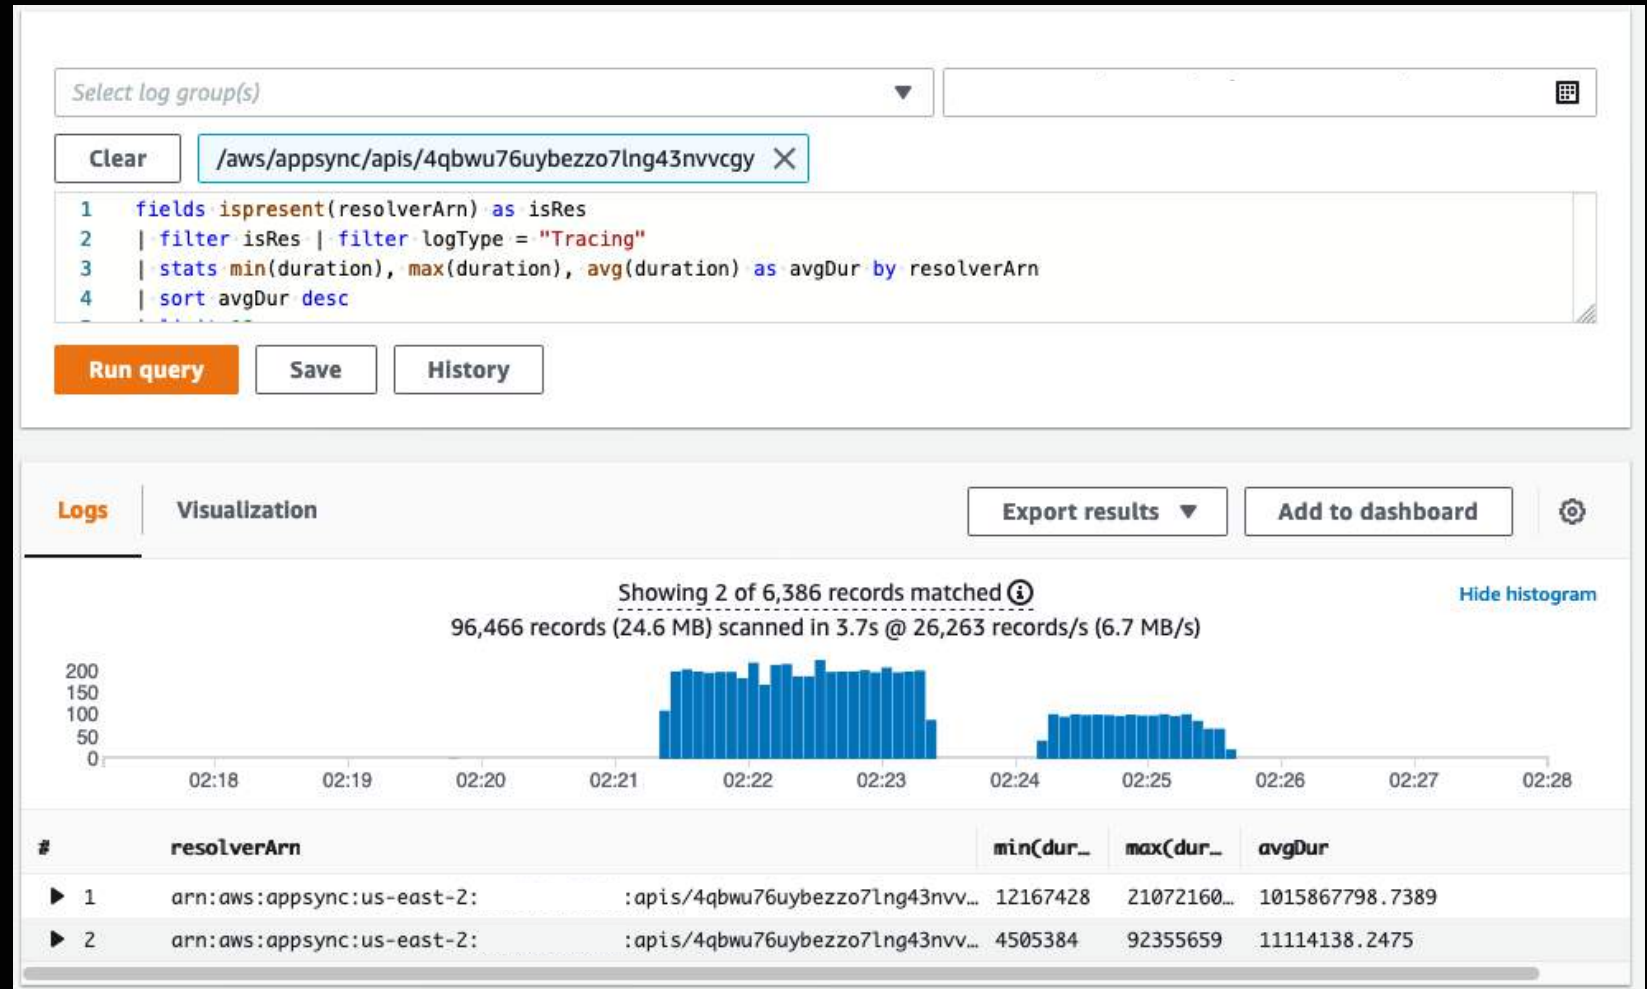 Select log group(s)
Clear /aws/appsync/apis/4qbwu76uybezzo7lng43nvvcgy
1 fields ispresent(resolverArn) as isRes
2 | filter isRes | filter logType = "Tracing"
3 | stats min(duration), max(duration), avg(duration) as avgDur by resolverArn
4 | sort avgDur desc
Run query Save History
Logs Visualization Export results Add to dashboard
Showing 2 of 6,386 records matched
Hide histogram
96,466 records (24.6 MB) scanned in 3.7s @ 26,263 records/s (6.7 MB/s)
200
150
100
50
0
02:18 02:19 02:20 02:21 02:22 02:23 02:24 02:25 02:26 02:27 02:28
# resolverArn min(dur… max(dur… avgDur
1 arn:aws:appsync:us-east-2: :apis/4qbwu76uybezzo7lng43nvv… 12167428 21072160… 1015867798.7389
2 arn:aws:appsync:us-east-2: :apis/4qbwu76uybezzo7lng43nvv… 4505384 92355659 11114138.2475